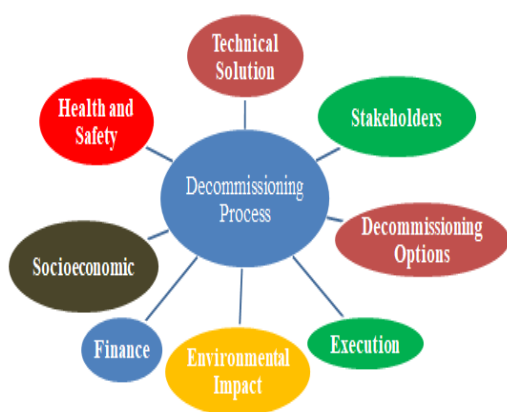 Technical
Solution
Health and
Safety
Stakeholders
Decommissioning
Process
Decommissioning
Options
Socioeconomic
Finance
Environmental
Impact
Execution